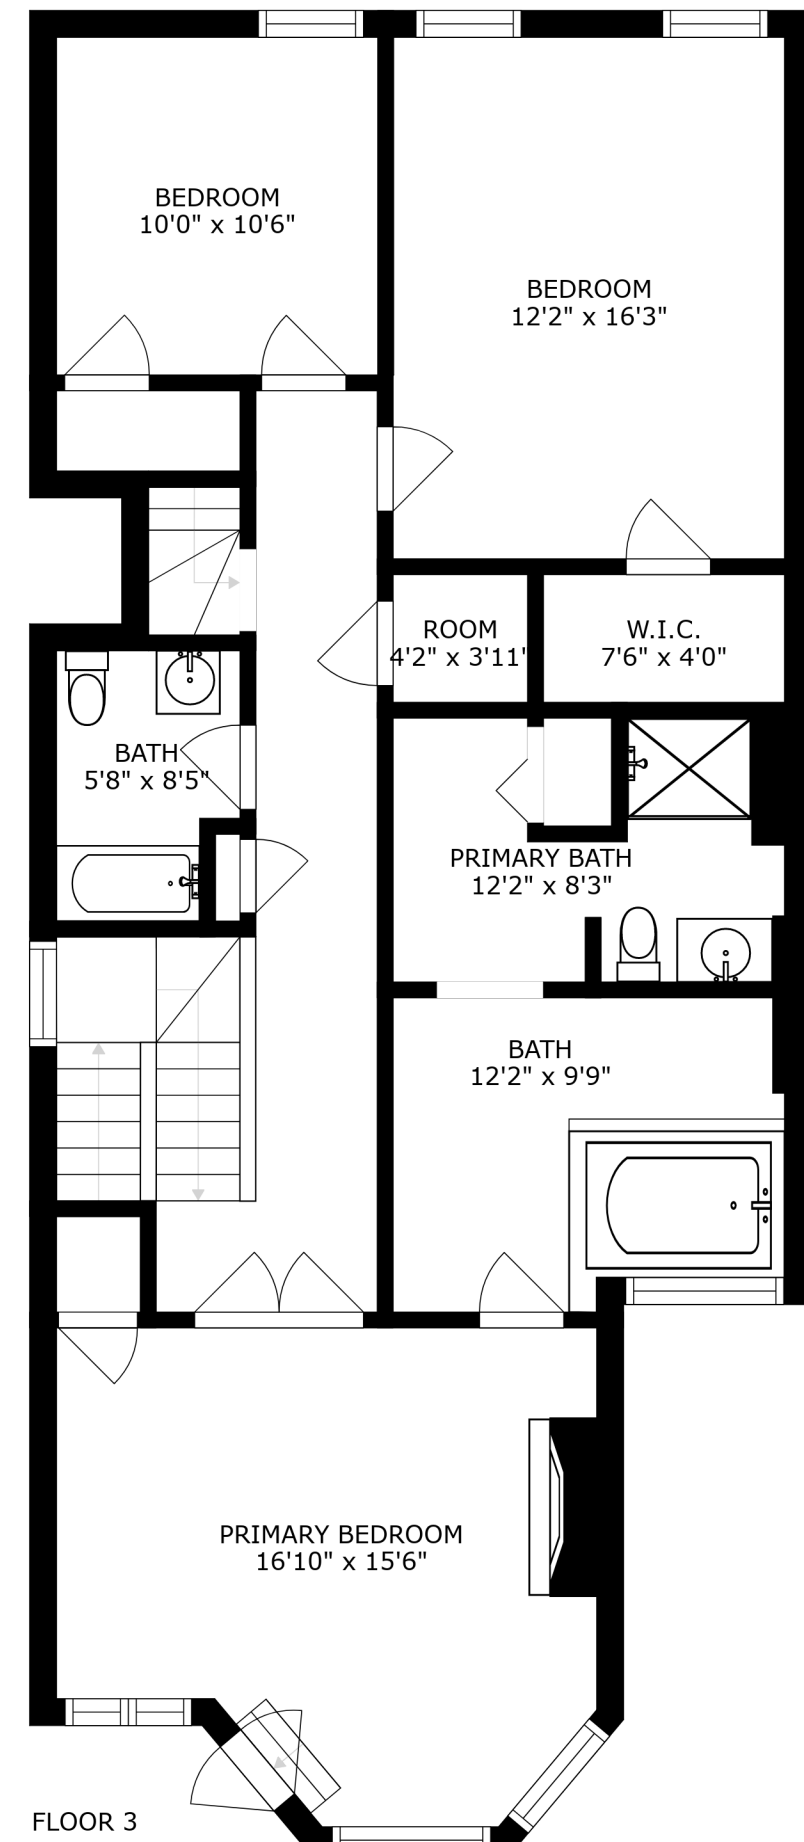 BEDROOM
10'0" x 10'6"
BEDROOM
12'2" x 16'3"
ROOM
4'2" x 3'11"
W.I.C.
7'6" x 4'0"
BATH
5'8" x 8'5"
PRIMARY BATH
12'2" x 8'3"
BATH
12'2" x 9'9"
PRIMARY BEDROOM
16'10" x 15'6"
FLOOR 3